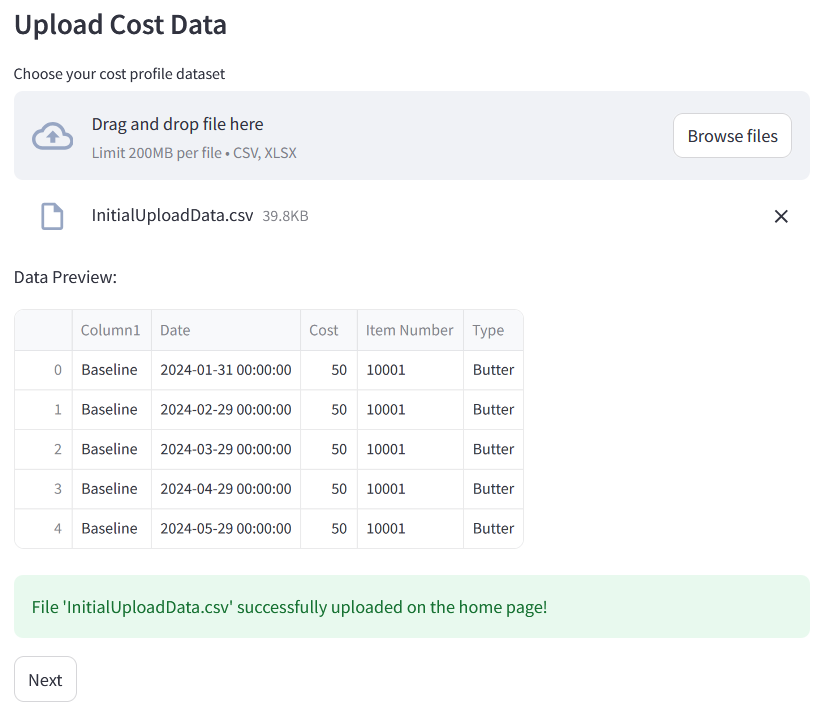 Upload Cost Data
Choose your cost profile dataset
Drag and drop file here
Limit 200MB per file • CSV, XLSX
Browse files
InitialUploadData.csv 39.8KB
Data Preview:
Column1 Date Cost Item Number Type
0 Baseline 2024-01-31 00:00:00 50 10001 Butter
1 Baseline 2024-02-29 00:00:00 50 10001 Butter
2 Baseline 2024-03-29 00:00:00 50 10001 Butter
3 Baseline 2024-04-29 00:00:00 50 10001 Butter
4 Baseline 2024-05-29 00:00:00 50 10001 Butter
File 'InitialUploadData.csv' successfully uploaded on the home page!
Next